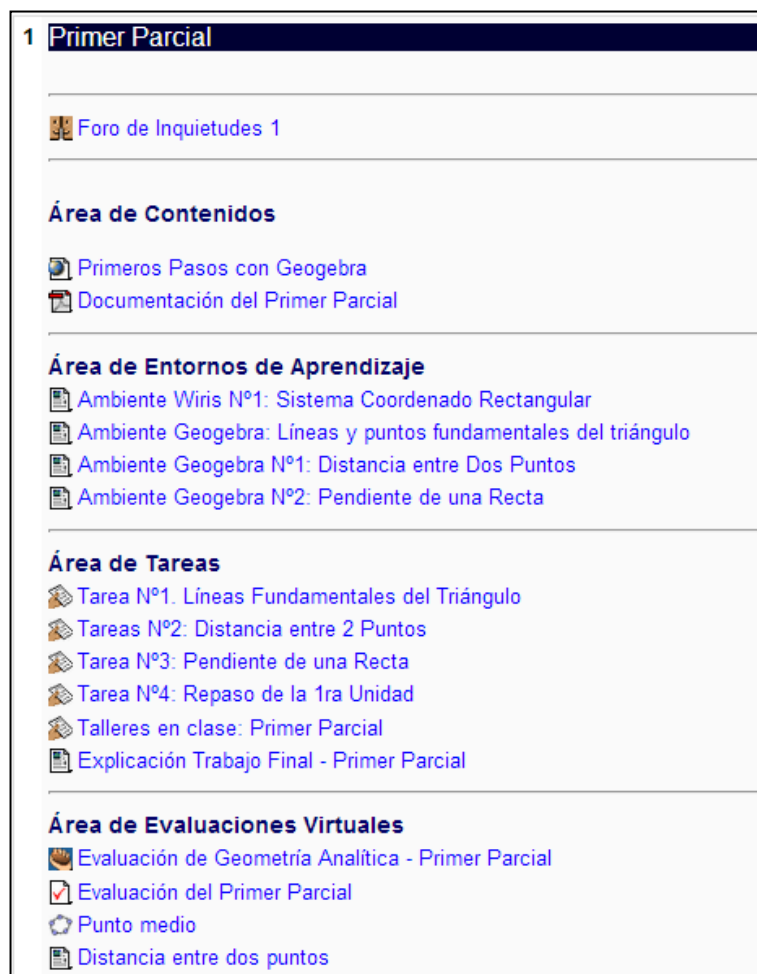 1 Primer Parcial
Foro de Inquietudes 1
Área de Contenidos
Primeros Pasos con Geogebra
Documentación del Primer Parcial
Área de Entornos de Aprendizaje
Ambiente Wiris Nº1: Sistema Coordenado Rectangular
Ambiente Geogebra: Líneas y puntos fundamentales del triángulo
Ambiente Geogebra Nº1: Distancia entre Dos Puntos
Ambiente Geogebra Nº2: Pendiente de una Recta
Área de Tareas
Tarea Nº1. Líneas Fundamentales del Triángulo
Tareas Nº2: Distancia entre 2 Puntos
Tarea Nº3: Pendiente de una Recta
Tarea Nº4: Repaso de la 1ra Unidad
Talleres en clase: Primer Parcial
Explicación Trabajo Final - Primer Parcial
Área de Evaluaciones Virtuales
Evaluación de Geometría Analítica - Primer Parcial
Evaluación del Primer Parcial
Punto medio
Distancia entre dos puntos